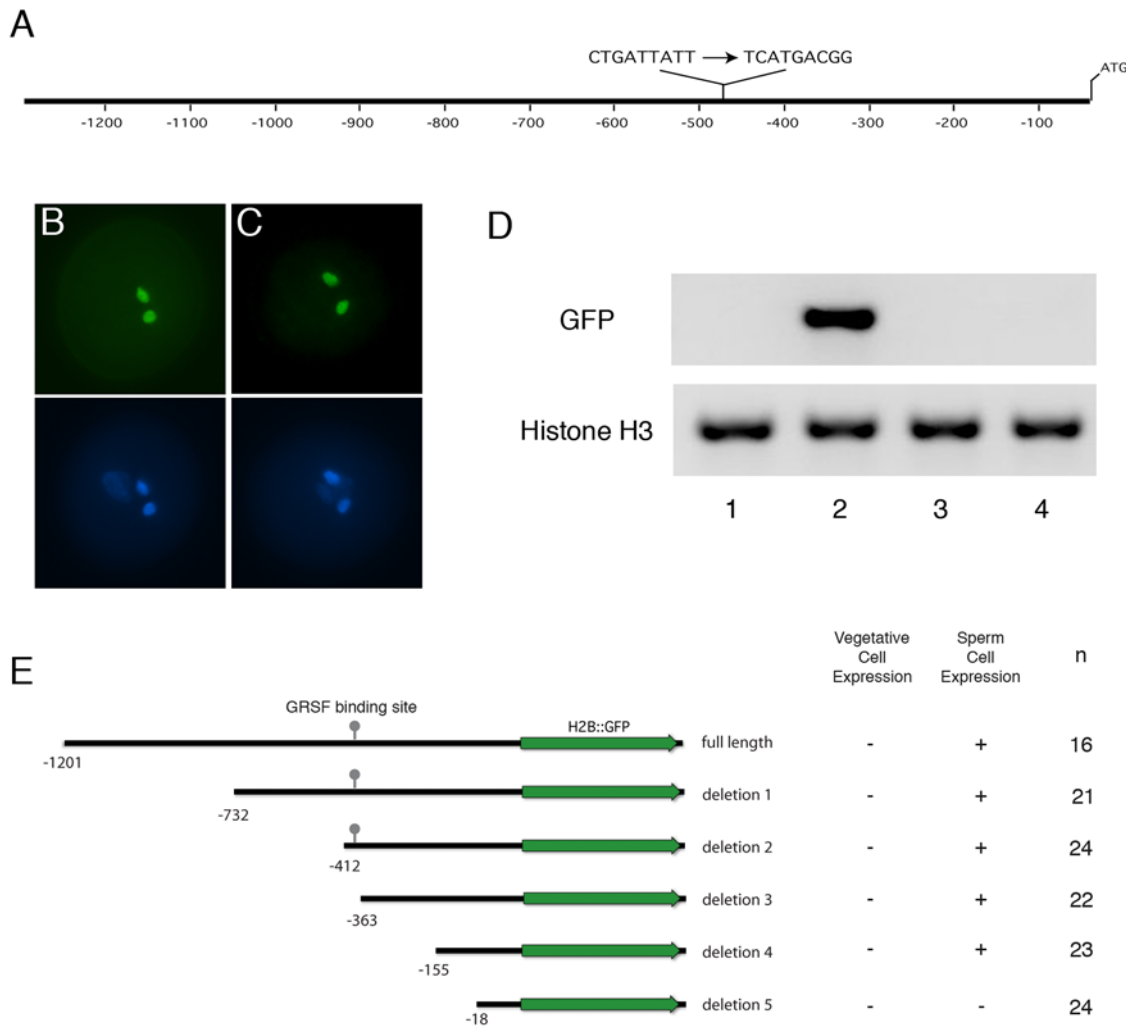 A
CTGATTATT → TCATGACGG
ATG
-1200 -1100 -1000 -900 -800 -700 -600 -500 -400 -300 -200 -100
B C D
GFP
Histone H3
1 2 3 4
E
Vegetative Cell Expression
Sperm Cell Expression
n
GRSF binding site
H2B::GFP
-1201 full length - + 16
-732 deletion 1 - + 21
-412 deletion 2 - + 24
-363 deletion 3 - + 22
-155 deletion 4 - + 23
-18 deletion 5 - - 24